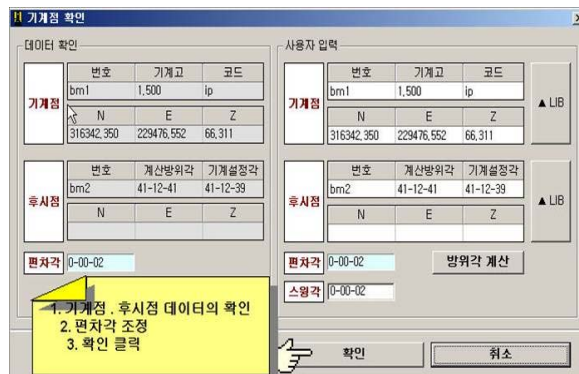 기계점 확인
데이터 확인
기계점
번호 기계고 코드
bm1 1,500 ip
N E Z
316342,350 229476,552 66,311
후시점
번호 계산방위각 기계설정각
bm2 41-12-41 41-12-39
N E Z
편차각 0-00-02
사용자 입력
기계점
번호 기계고 코드
bm1 1,500 ip
N E Z
316342,350 229476,552 66,311
▲ LIB
후시점
번호 계산방위각 기계설정각
bm2 41-12-41 41-12-39
N E Z
▲ LIB
편차각 0-00-02 방위각 계산
스윙각 0-00-02
1. 기계점 . 후시점 데이터의 확인
2. 편차각 조정
3. 확인 클릭
확인 취소